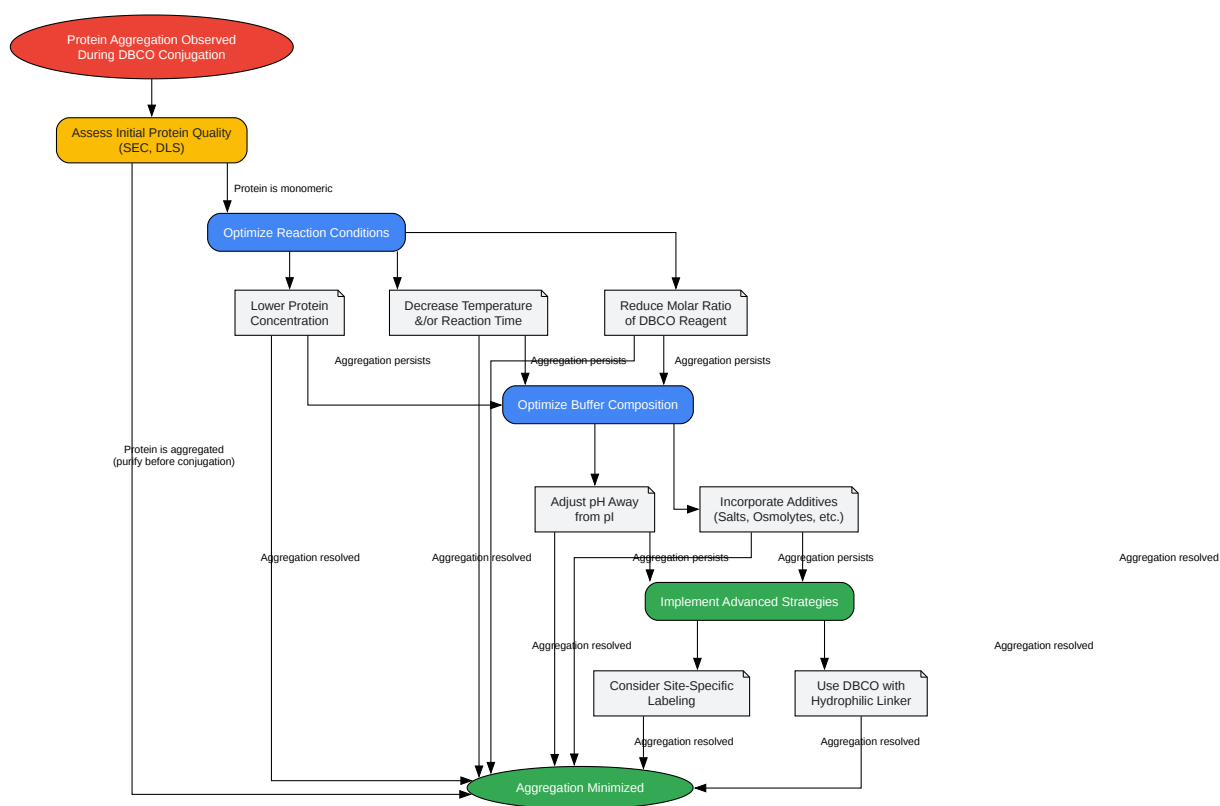 Protein Aggregation Observed
During DBCO Conjugation
Assess Initial Protein Quality
(SEC, DLS)
Protein is monomeric
Optimize Reaction Conditions
Lower Protein
Concentration
Decrease Temperature
&/or Reaction Time
Reduce Molar Ratio
of DBCO Reagent
Aggregation persists
Aggregation persists
Aggregation persists
Optimize Buffer Composition
Protein is aggregated
(purify before conjugation)
Adjust pH Away
from pI
Incorporate Additives
(Salts, Osmolytes, etc.)
Aggregation resolved
Aggregation resolved
Aggregation persists
Aggregation persists
Aggregation resolved
Implement Advanced Strategies
Aggregation resolved
Aggregation resolved
Consider Site-Specific
Labeling
Use DBCO with
Hydrophilic Linker
Aggregation resolved
Aggregation resolved
Aggregation Minimized